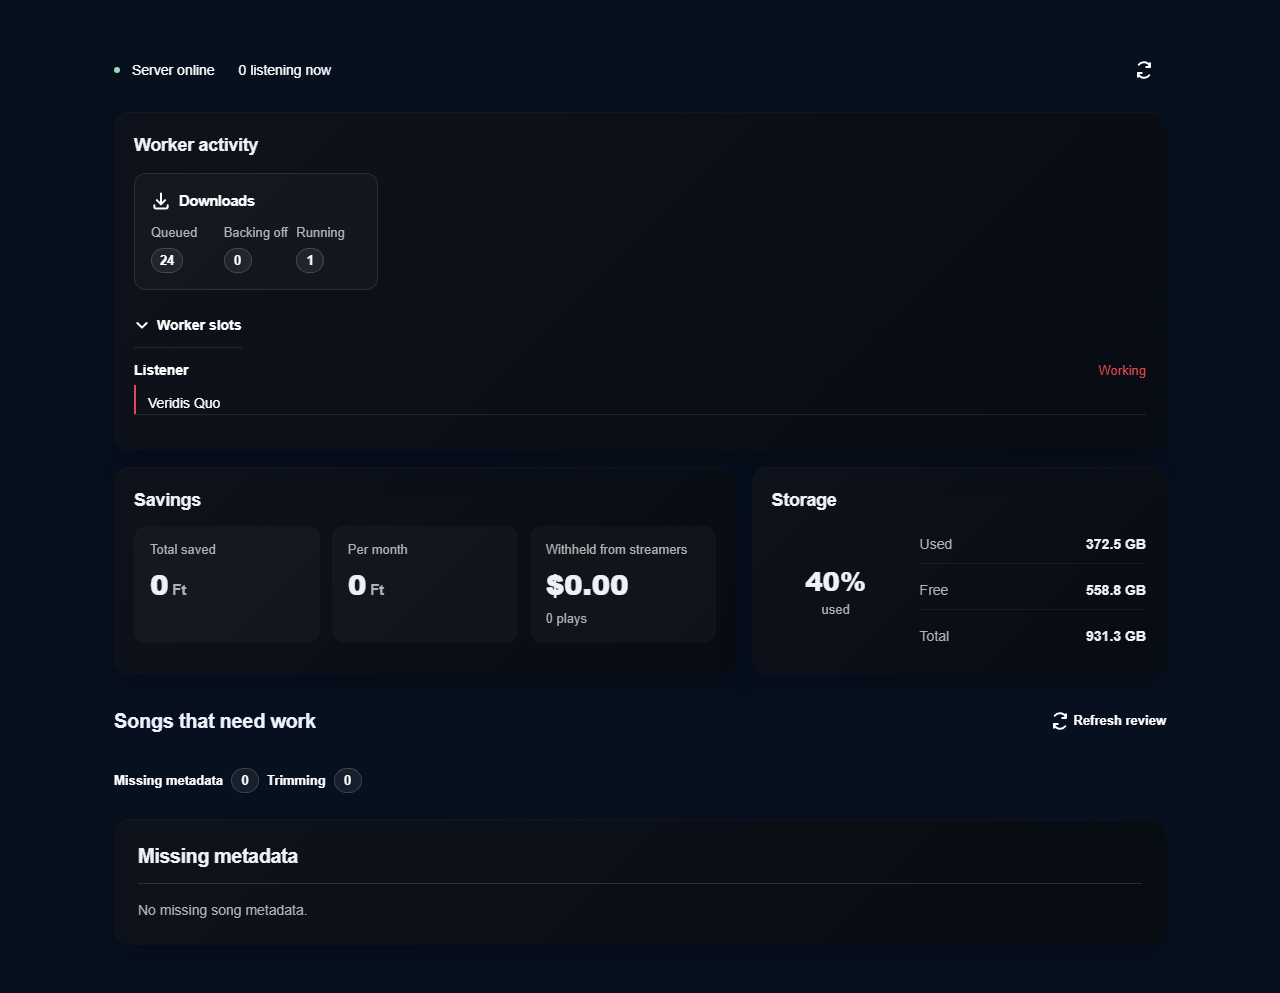 Server online 0 listening now
Worker activity
Downloads
Queued Backing off Running
24 0 1
Worker slots
Listener Working
Veridis Quo
Savings
Total saved Per month Withheld from streamers
0 Ft 0 Ft $0.00
0 plays
Storage
40%
used
Used 372.5 GB
Free 558.8 GB
Total 931.3 GB
Songs that need work Refresh review
Missing metadata 0 Trimming 0
Missing metadata
No missing song metadata.